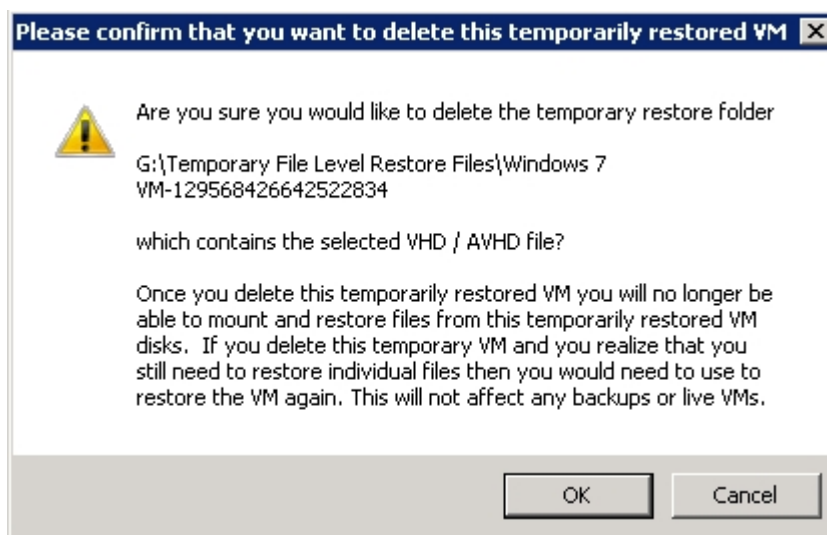 Please confirm that you want to delete this temporarily restored VM
Are you sure you would like to delete the temporary restore folder
G:\Temporary File Level Restore Files\Windows 7
VM-129568426642522834
which contains the selected VHD / AVHD file?
Once you delete this temporarily restored VM you will no longer be
able to mount and restore files from this temporarily restored VM
disks.  If you delete this temporary VM and you realize that you
still need to restore individual files then you would need to use to
restore the VM again. This will not affect any backups or live VMs.
OK
Cancel